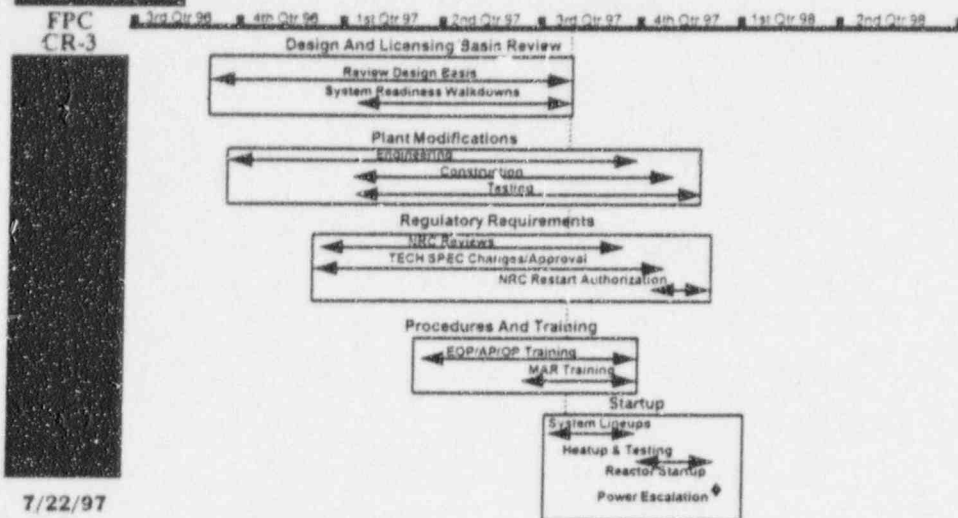 FPC
CR-3
3rd Qtr 96 4th Qtr 96 1st Qtr 97 2nd Qtr 97 3rd Qtr 97 4th Qtr 97 1st Qtr 98 2nd Qtr 98
Design And Licensing Basin Review
Review Design Basis
System Readiness Walkdowns
Plant Modifications
Engineering
Construction
Testing
Regulatory Requirements
NRC Reviews
TECH SPEC Changes/Approval
NRC Restart Authorization
Procedures And Training
EOP/AP/OP Training
MAR Training
Startup
System Lineups
Heatup & Testing
Reactor Startup
Power Escalation
7/22/97